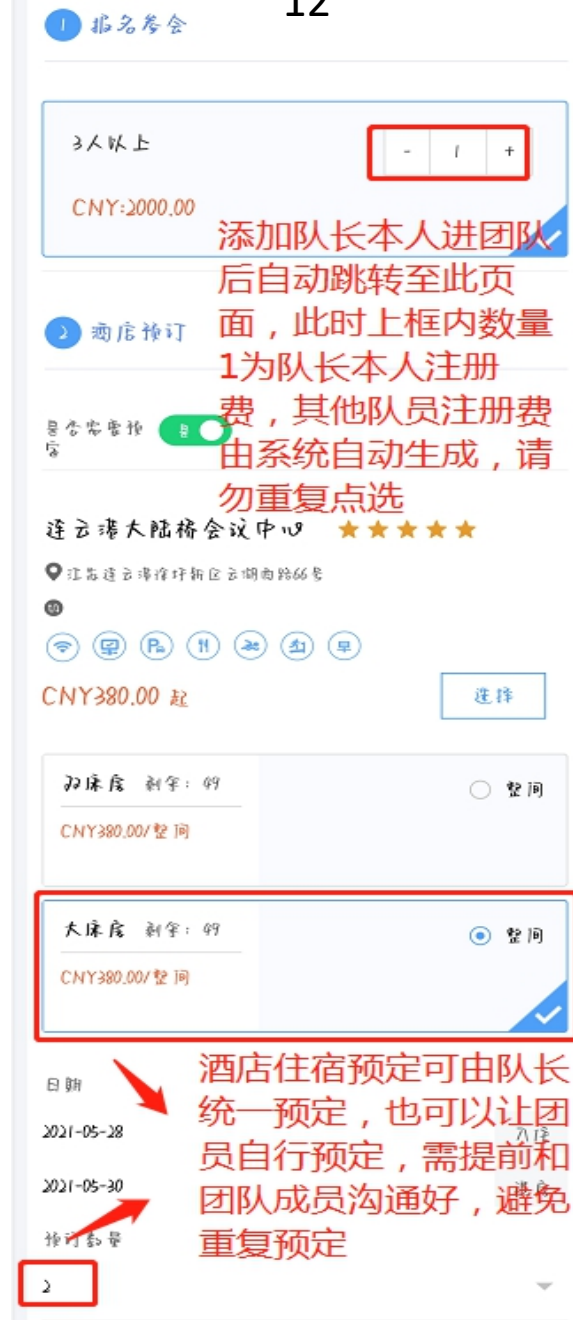 12
1 报名参会
3人以上
- 1 +
CNY:2000.00
添加队长本人进团队
后自动跳转至此页
面，此时上框内数量
1为队长本人注册
费，其他队员注册费
由系统自动生成，请
勿重复点选
2 酒店预订
是否需要预
定
是
连云港大陆桥会议中心
江苏连云港徐圩新区云湖西路66号
CNY380.00 起
选择
双床房 剩余：49
整间
CNY380.00/整间
大床房 剩余：49
整间
CNY380.00/整间
酒店住宿预定可由队长
统一预定，也可以让团
员自行预定，需提前和
团队成员沟通好，避免
重复预定
日期
2021-05-28
入住
2021-05-30
退房
预订数量
2